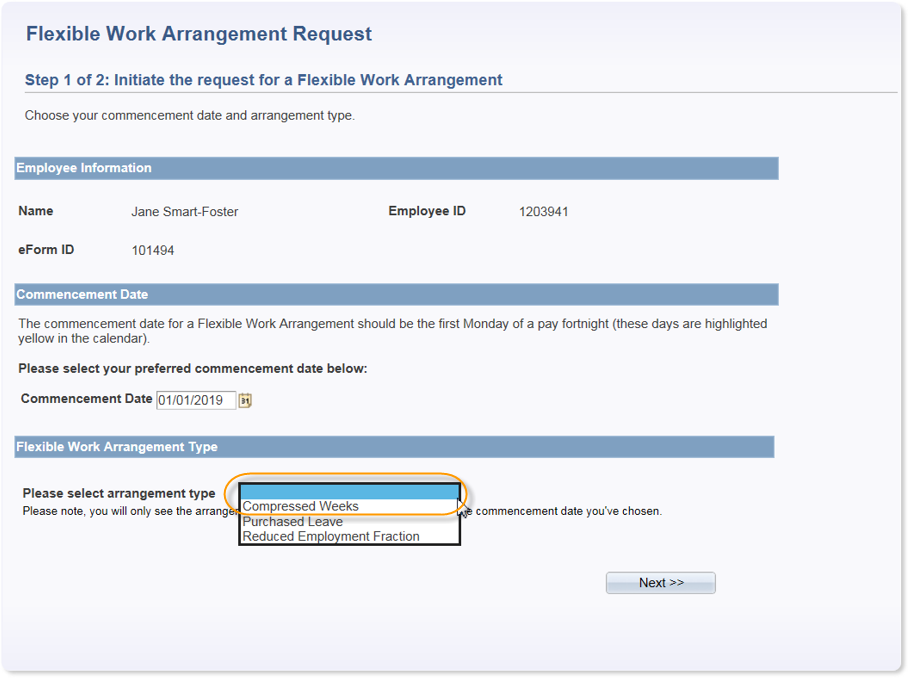 Flexible Work Arrangement Request
Step 1 of 2: Initiate the request for a Flexible Work Arrangement
Choose your commencement date and arrangement type.
Employee Information
Name Jane Smart-Foster Employee ID 1203941
eForm ID 101494
Commencement Date
The commencement date for a Flexible Work Arrangement should be the first Monday of a pay fortnight (these days are highlighted
yellow in the calendar).
Please select your preferred commencement date below:
Commencement Date 01/01/2019 31
Flexible Work Arrangement Type
Please select arrangement type
Compressed Weeks
Please note, you will only see the commencement date you've chosen.
Purchased Leave
Reduced Employment Fraction
Next >>